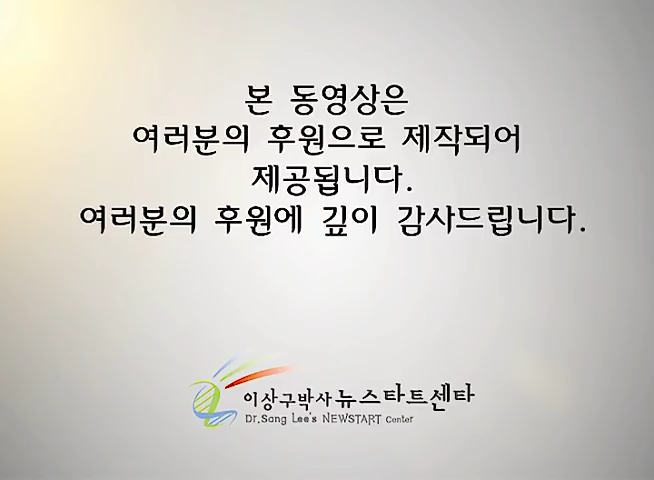 본 동영상은
여러분의 후원으로 제작되어
제공됩니다.
여러분의 후원에 깊이 감사드립니다.
이상구박사 뉴스타트센타
Dr.Sang Lee's NEWSTART Center